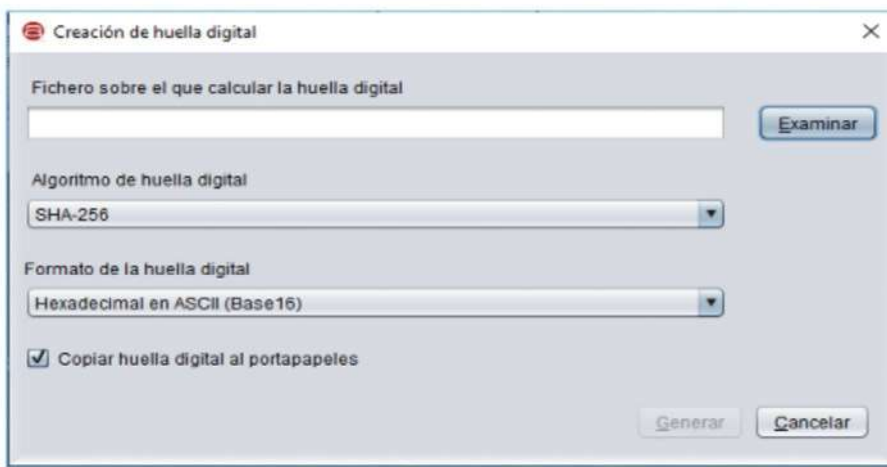 Creación de huella digital
Fichero sobre el que calcular la huella digital
Examinar
Algoritmo de huella digital
SHA-256
Formato de la huella digital
Hexadecimal en ASCII (Base16)
Copiar huella digital al portapapeles
Generar Cancelar